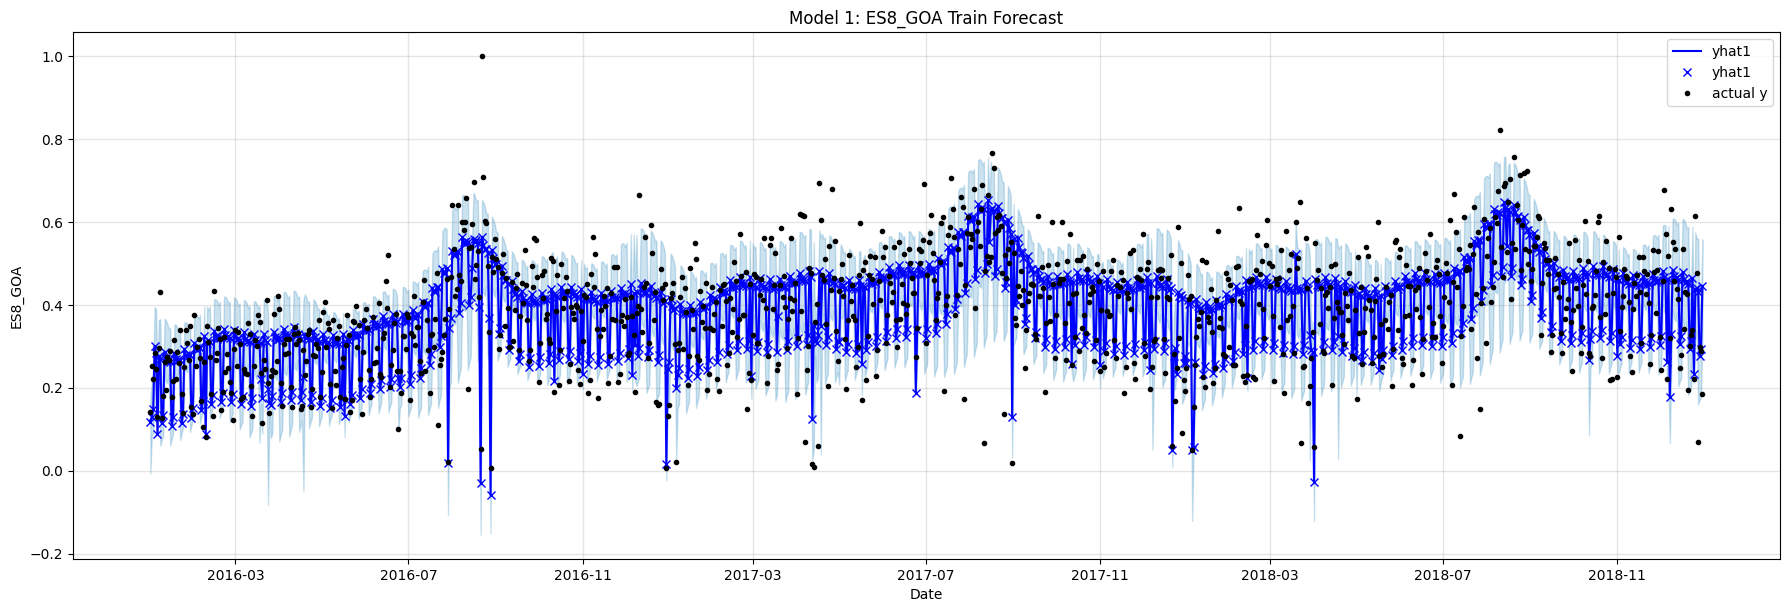 Model 1: ES8_GOA Train Forecast
yhat1
yhat1
actual y
ES8_GOA
1.0
0.8
0.6
0.4
0.2
0.0
−0.2
2016-03
2016-07
2016-11
2017-03
2017-07
2017-11
2018-03
2018-07
2018-11
Date